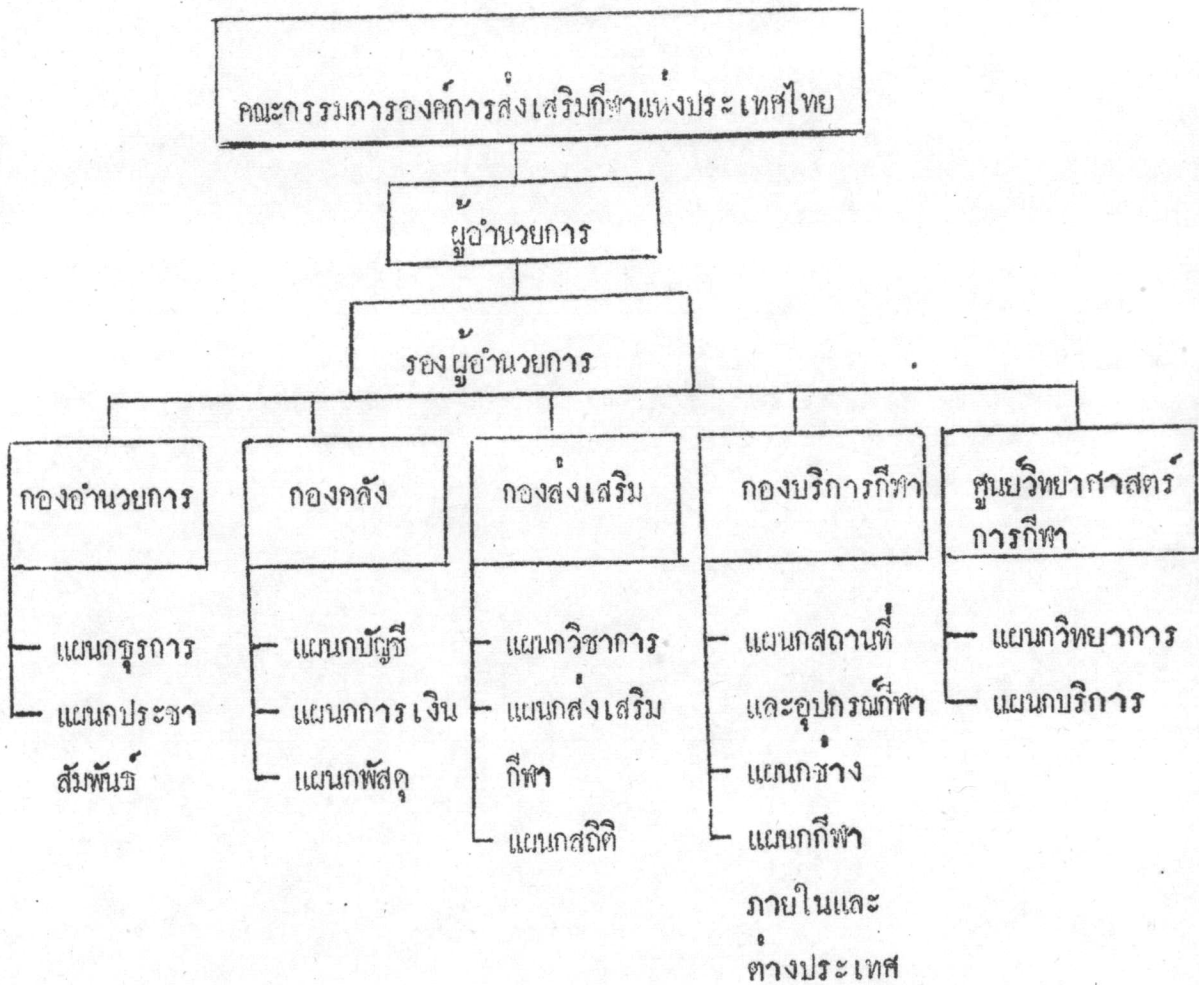 คณะกรรมการองค์การส่งเสริมกีฬาแห่งประเทศไทย
ผู้อำนวยการ
รองผู้อำนวยการ
กองอำนวยการ
แผนกธุรการ
แผนกประชา
สัมพันธ์
กองคลัง
แผนกบัญชี
แผนกการเงิน
แผนกพัสดุ
กองส่งเสริม
แผนกวิชาการ
แผนกส่งเสริม
กีฬา
แผนกสถิติ
กองบริการกีฬา
แผนกสถานที่
และอุปกรณ์กีฬา
แผนกช่าง
แผนกกีฬา
ภายในและ
ต่างประเทศ
ศูนย์วิทยาศาสตร์
การกีฬา
แผนกวิทยาการ
แผนกบริการ